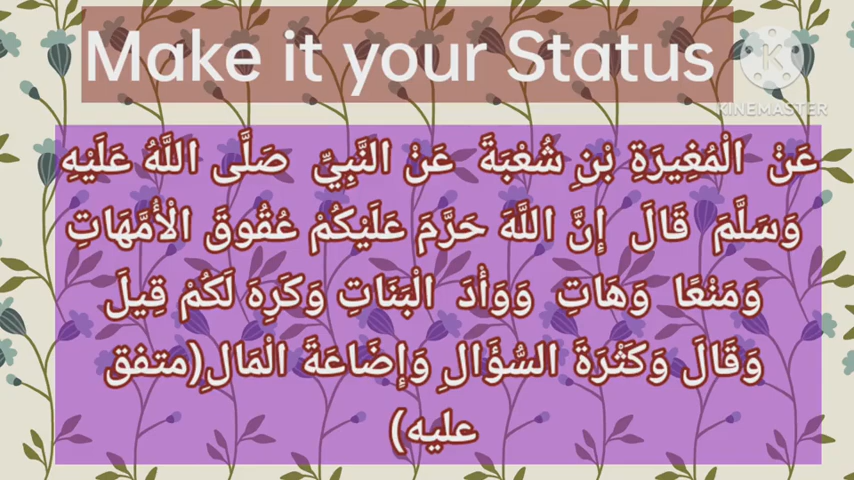 Make it your Status
KINEMASTER
عَنْ الْمُغِيرَةِ بْنِ شُعْبَةَ عَنْ النَّبِيِّ صَلَّى اللَّهُ عَلَيْهِ
وَسَلَّمَ قَالَ إِنَّ اللَّهَ حَرَّمَ عَلَيْكُمْ عُقُوقَ الْأُمَّهَاتِ
وَمَنْعًا وَهَاتِ وَوَأْدَ الْبَنَاتِ وَكَرِهَ لَكُمْ قِيلَ
وَقَالَ وَكَثْرَةَ السُّؤَالِ وَإِضَاعَةَ الْمَالِ(متفق
عليه)